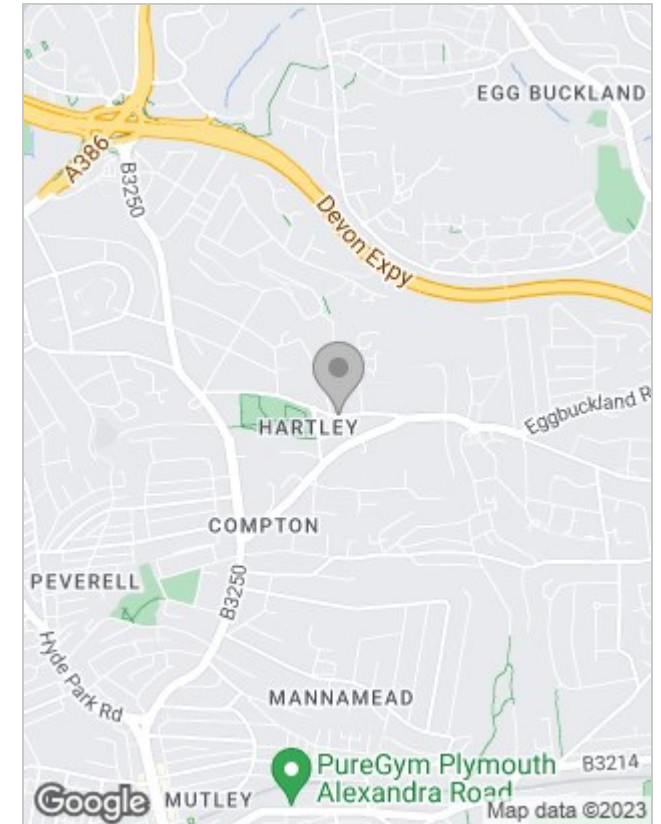 EGG BUCKLAND
A386
B3250
Devon Expy
Eggbuckland R
HARTLEY
COMPTON
PEVERELL
B3250
Hyde Park Rd
MANNAMEAD
PureGym Plymouth
Alexandra Road
B3214
Google
MUTLEY
Map data ©2023